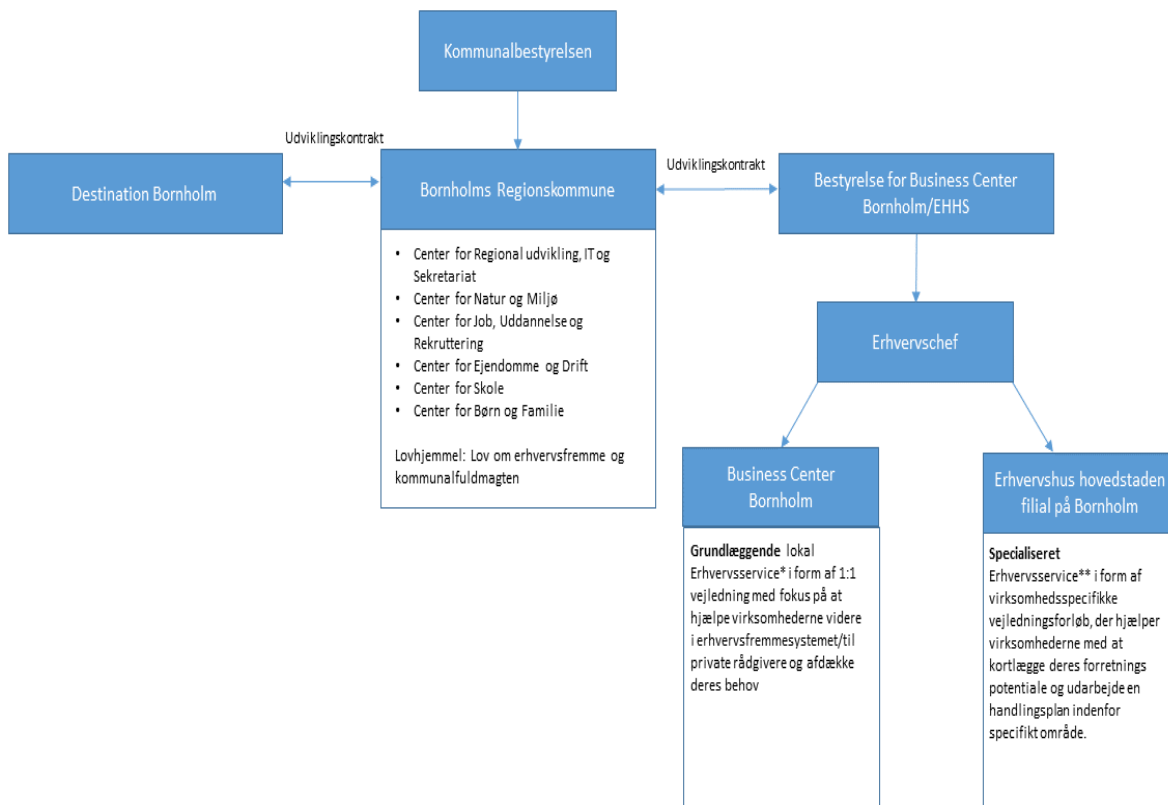 Kommunalbestyrelsen
Udviklingskontrakt
Udviklingskontrakt
Destination Bornholm
Bornholms Regionskommune
Bestyrelse for Business Center
Bornholm/EHHS
• Center for Regional udvikling, IT og
Sekretariat
• Center for Natur og Miljø
• Center for Job, Uddannelse og
Rekruttering
• Center for Ejendomme og Drift
• Center for Skole
• Center for Børn og Familie
Lovhjemmel: Lov om erhvervsfremme og
kommunalfuldmagten
Erhvervschef
Business Center
Bornholm
Grundlæggende lokal
Erhvervsservice* i form af 1:1
vejledning med fokus på at
hjælpe virksomhederne videre
i erhvervsfremmesystemet/til
private rådgivere og afdække
deres behov
Erhvervshus hovedstaden
filial på Bornholm
Specialiseret
Erhvervsservice** i form af
virksomhedsspecifikke
vejledningsforløb, der hjælper
virksomhederne med at
kortlægge deres forretnings
potentiale og udarbejde en
handlingsplan indenfor
specifikt område.